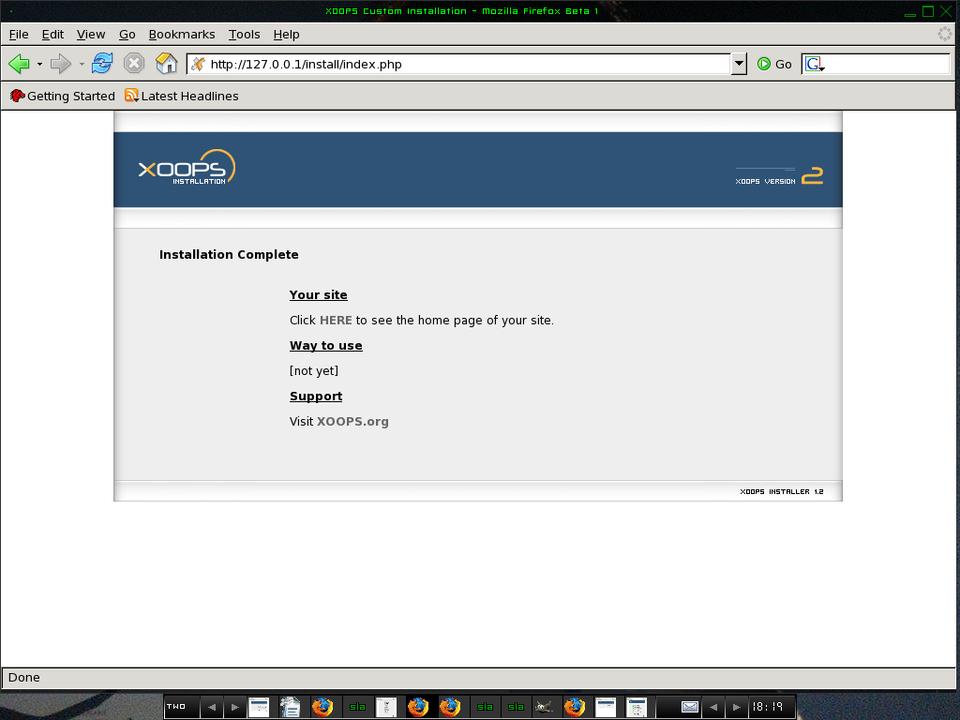 XOOPS Custom Installation - Mozilla Firefox Beta 1
File Edit View Go Bookmarks Tools Help
http://127.0.0.1/install/index.php Go G
Getting Started Latest Headlines
XOOPS
INSTALLATION
XOOPS VERSION 2
Installation Complete
Your site
Click HERE to see the home page of your site.
Way to use
[not yet]
Support
Visit XOOPS.org
XOOPS INSTALLER 1.2
Done
TWO sla sla sla 18:19